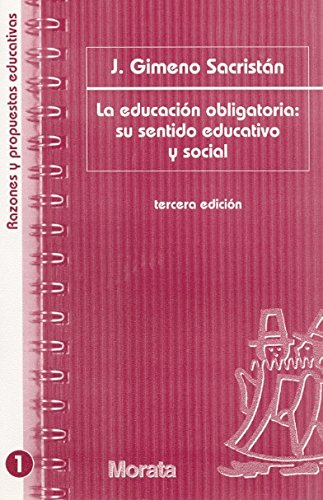 Razones y propuestas educativas
J. Gimeno Sacristán
La educación obligatoria:
su sentido educativo
y social
tercera edición
1
Morata